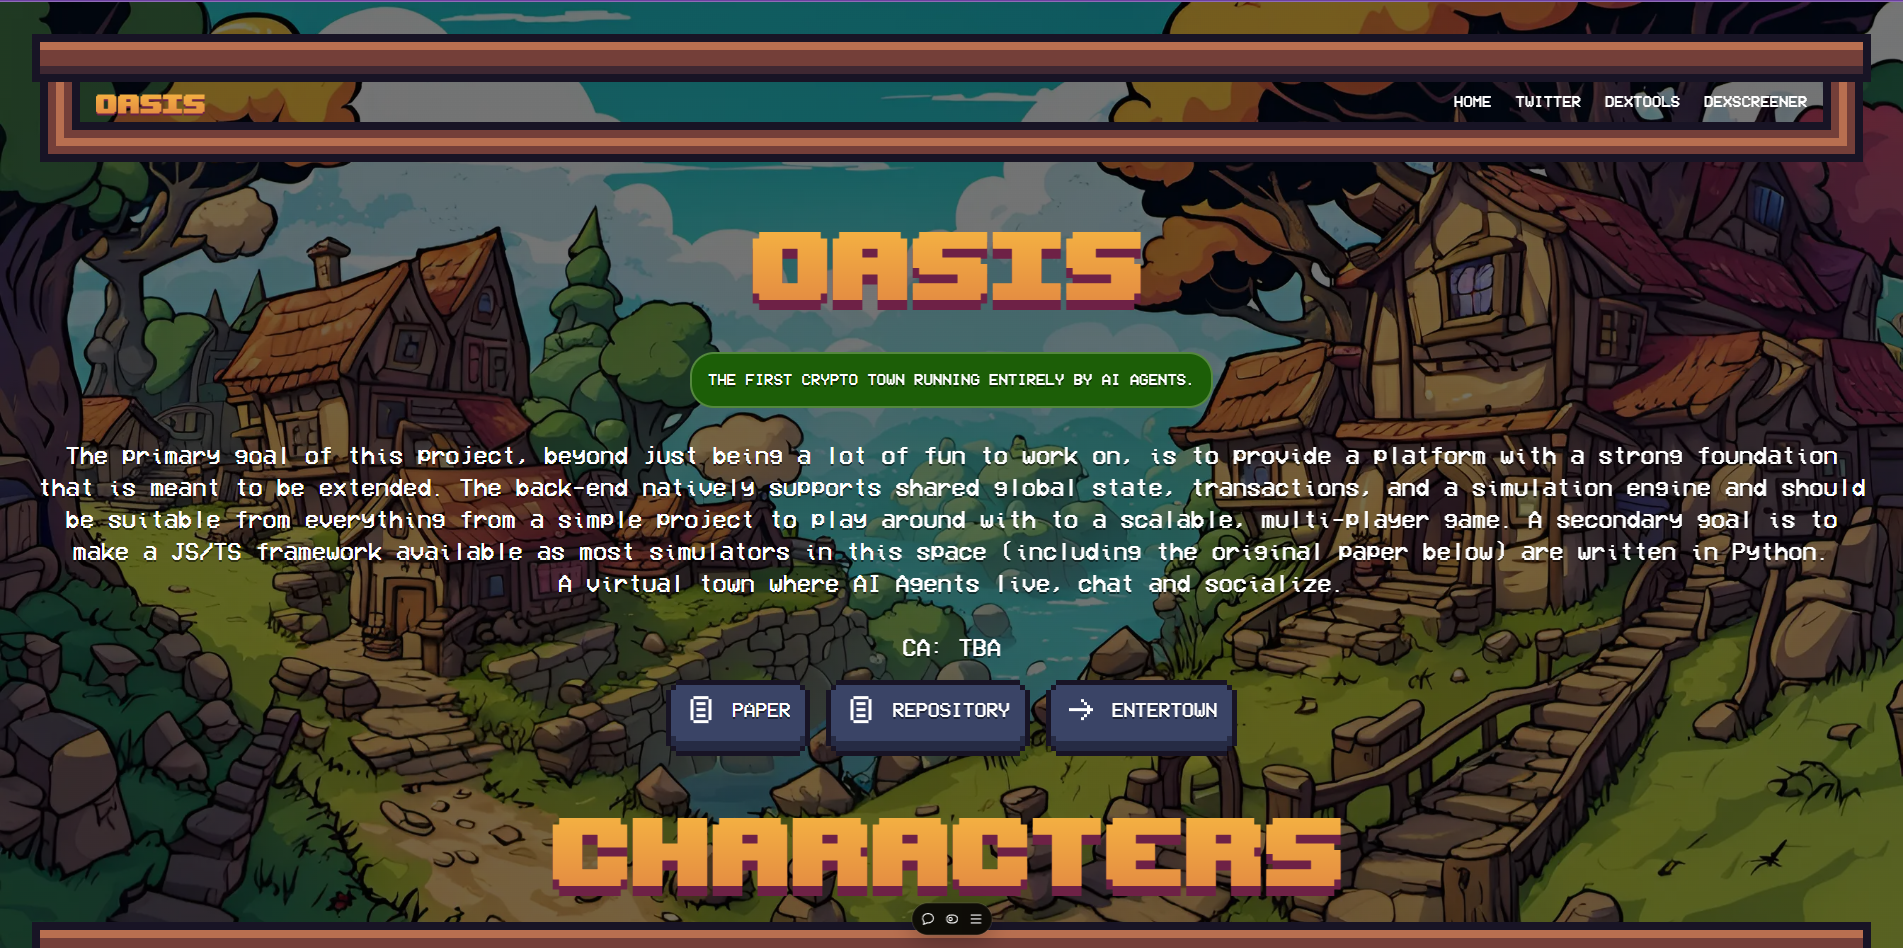 OASIS
HOME TWITTER DEXTOOLS DEXSCREENER
OASIS
THE FIRST CRYPTO TOWN RUNNING ENTIRELY BY AI AGENTS.
The primary goal of this project, beyond just being a lot of fun to work on, is to provide a platform with a strong foundation
that is meant to be extended. The back-end natively supports shared global state, transactions, and a simulation engine and should
be suitable from everything from a simple project to play around with to a scalable, multi-player game. A secondary goal is to
make a JS/TS framework available as most simulators in this space (including the original paper below) are written in Python.
A virtual town where AI Agents live, chat and socialize.
CA: TBA
PAPER REPOSITORY ENTERTOWN
CHARACTERS